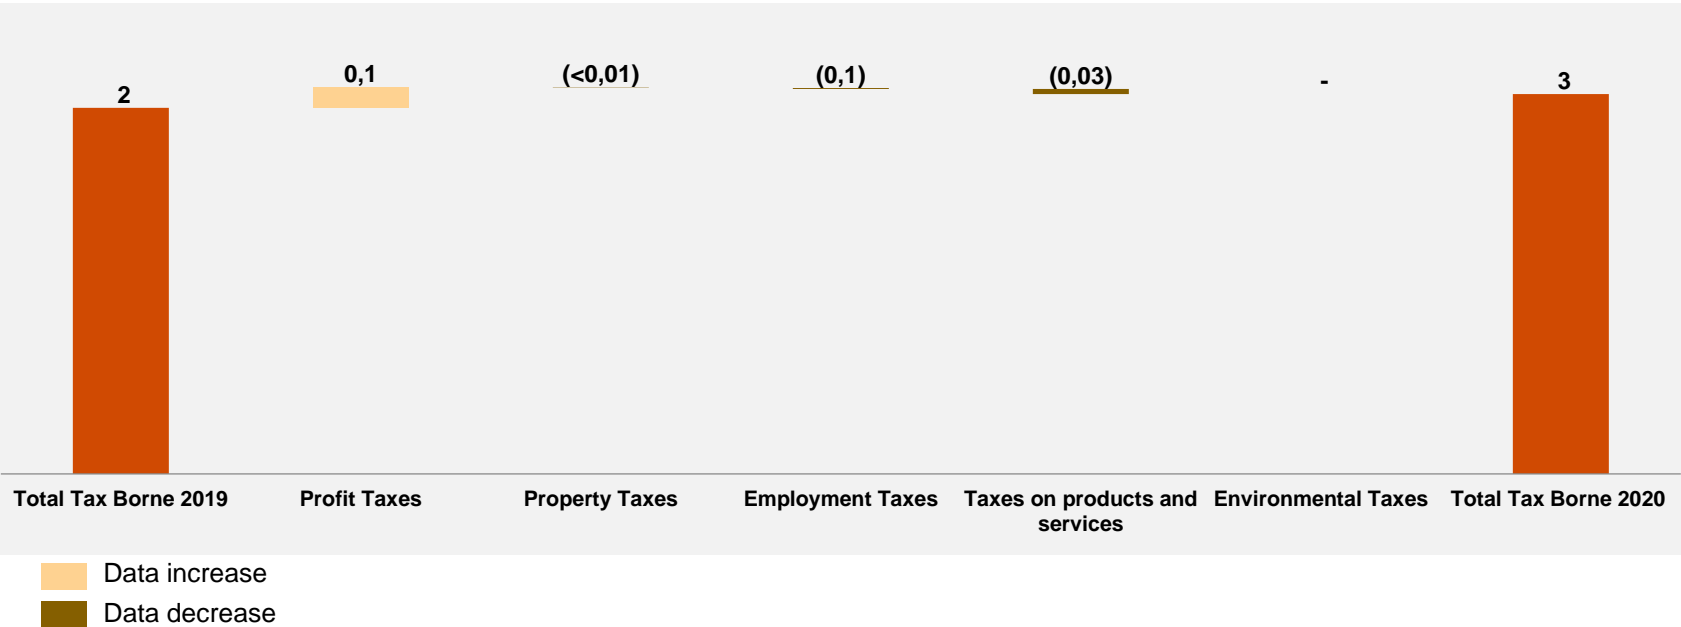 2
0,1
(<0,01)
(0,1)
(0,03)
-
3
Total Tax Borne 2019
Profit Taxes
Property Taxes
Employment Taxes
Taxes on products and
services
Environmental Taxes
Total Tax Borne 2020
Data increase
Data decrease